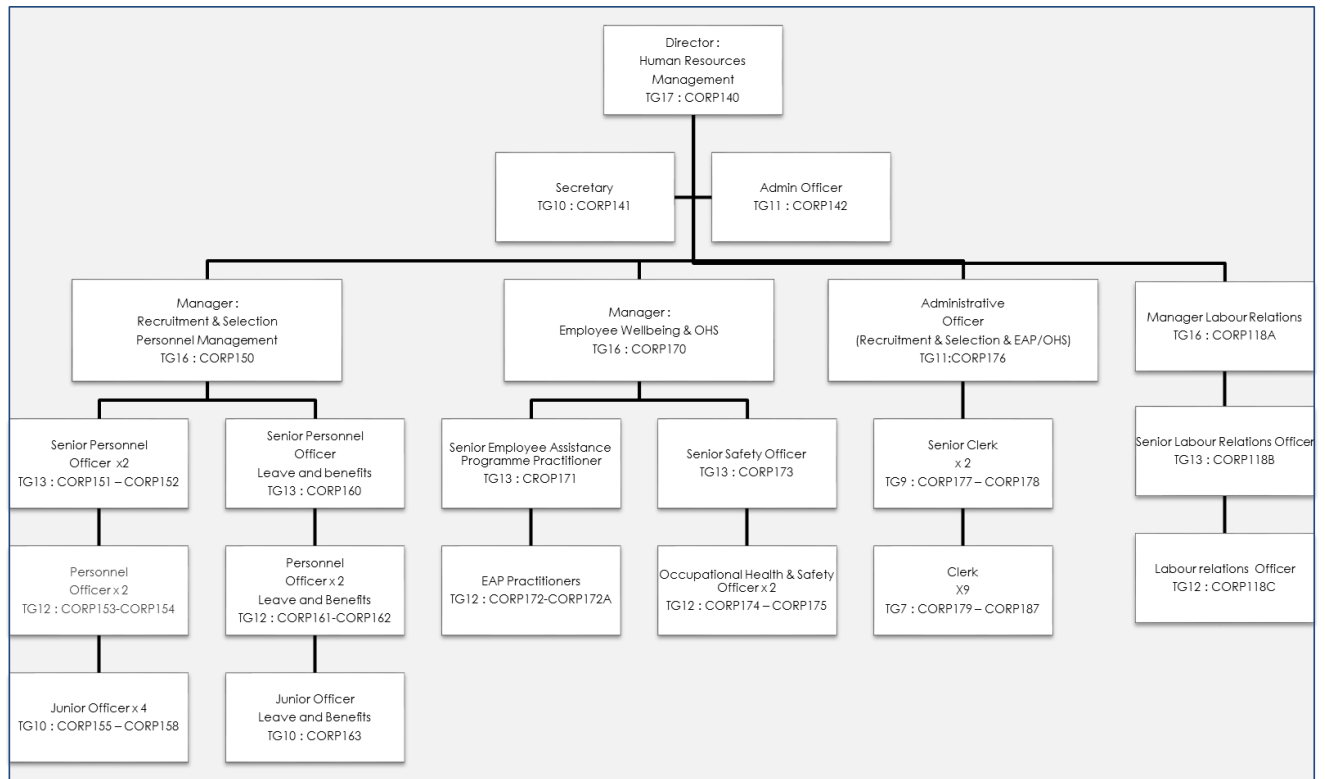 Director :
Human Resources
Management
TG17 : CORP140
Secretary
TG10 : CORP141
Admin Officer
TG11 : CORP142
Manager :
Recruitment & Selection
Personnel Management
TG16 : CORP150
Manager :
Employee Wellbeing & OHS
TG16 : CORP170
Administrative
Officer
(Recruitment & Selection & EAP/OHS)
TG11:CORP176
Manager Labour Relations
TG16 : CORP118A
Senior Personnel
Officer x2
TG13 : CORP151 – CORP152
Senior Personnel
Officer
Leave and benefits
TG13 : CORP160
Senior Employee Assistance
Programme Practitioner
TG13 : CROP171
Senior Safety Officer
TG13 : CORP173
Senior Clerk
x 2
TG9 : CORP177 – CORP178
Senior Labour Relations Officer
TG13 : CORP118B
Personnel
Officer x 2
TG12 : CORP153-CORP154
Personnel
Officer x 2
Leave and Benefits
TG12 : CORP161-CORP162
EAP Practitioners
TG12 : CORP172-CORP172A
Occupational Health & Safety
Officer x 2
TG12 : CORP174 – CORP175
Clerk
X9
TG7 : CORP179 – CORP187
Labour relations Officer
TG12 : CORP118C
Junior Officer x 4
TG10 : CORP155 – CORP158
Junior Officer
Leave and Benefits
TG10 : CORP163